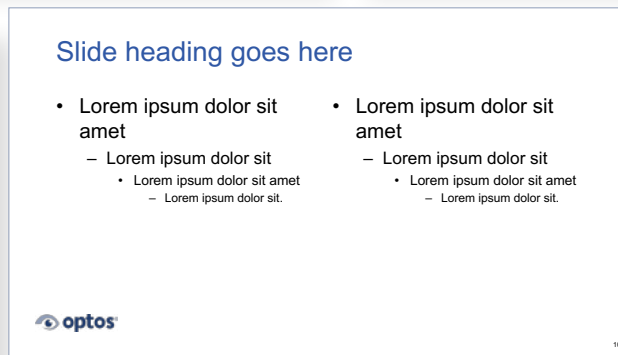 Slide heading goes here
• Lorem ipsum dolor sit
amet
– Lorem ipsum dolor sit
• Lorem ipsum dolor sit amet
– Lorem ipsum dolor sit.
• Lorem ipsum dolor sit
amet
– Lorem ipsum dolor sit
• Lorem ipsum dolor sit amet
– Lorem ipsum dolor sit.
optos